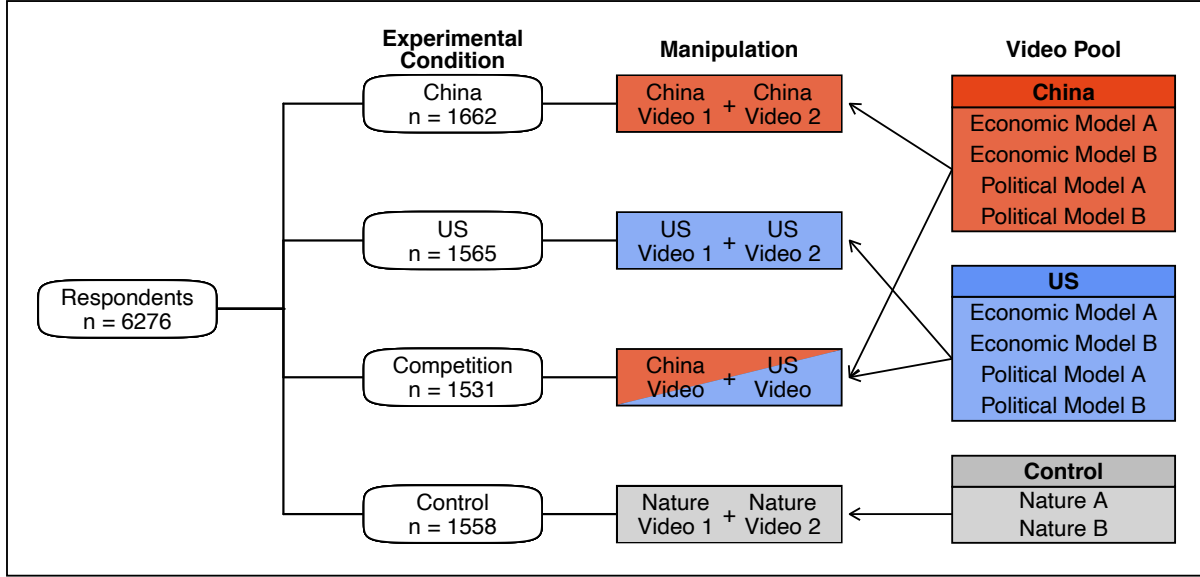 Experimental
Condition
Manipulation
Video Pool
Respondents
n = 6276
China
n = 1662
China
Video 1
+
China
Video 2
China
Economic Model A
Economic Model B
Political Model A
Political Model B
US
n = 1565
US
Video 1
+
US
Video 2
US
Economic Model A
Economic Model B
Political Model A
Political Model B
Competition
n = 1531
China
Video
+
US
Video
Control
n = 1558
Nature
Video 1
+
Nature
Video 2
Control
Nature A
Nature B